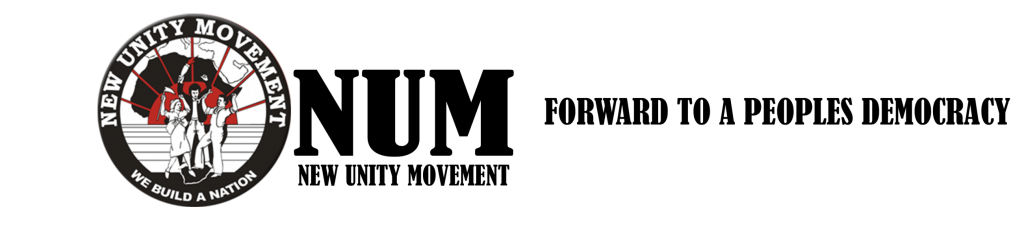 NEW UNITY MOVEMENT
WE BUILD A NATION
NUM
NEW UNITY MOVEMENT
FORWARD TO A PEOPLES DEMOCRACY